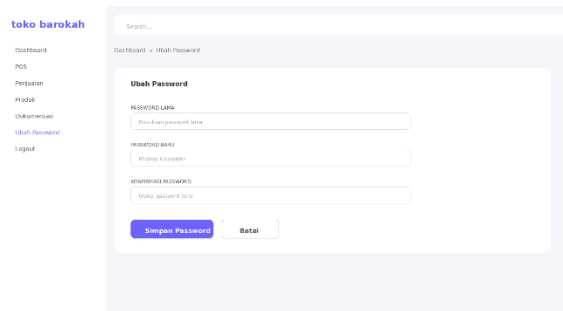 toko barokah
Search...
Dashboard
POS
Penjualan
Produk
Dokumentasi
Ubah Password
Logout
Dashboard » Ubah Password
Ubah Password
PASSWORD LAMA
Masukkan password lama
PASSWORD BARU
Minimal 6 karakter
KONFIRMASI PASSWORD
Ulangi password baru
Simpan Password
Batal